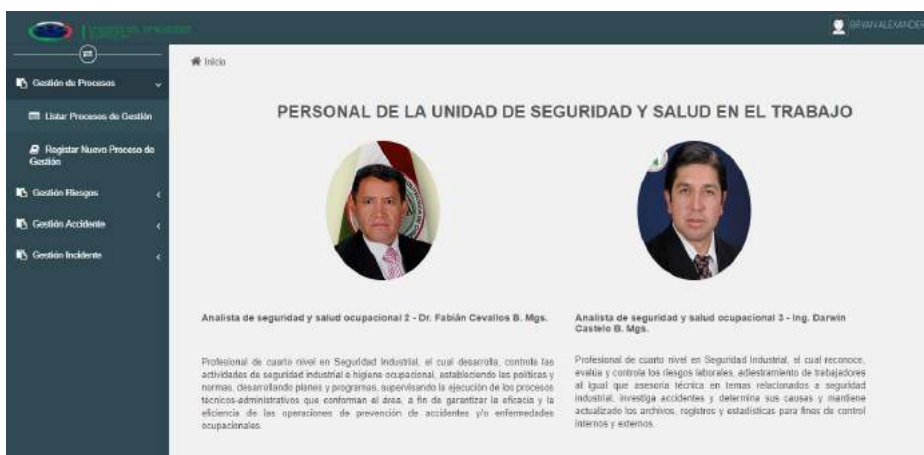 BRYAN ALEXANDER
Inicio
Gestión de Procesos
Listar Procesos de Gestión
Registar Nuevo Proceso de
Gestión
Gestión Riesgos
Gestión Accidente
Gestión Incidente
PERSONAL DE LA UNIDAD DE SEGURIDAD Y SALUD EN EL TRABAJO
Analista de seguridad y salud ocupacional 2 - Dr. Fabián Cevallos B. Mgs.
Profesional de cuarto nivel en Seguridad Industrial, el cual desarrolla, controla las
actividades de seguridad industrial e higiene ocupacional, estableciendo las políticas y
normas, desarrollando planes y programas, supervisando la ejecución de los procesos
técnicos-administrativos que conforman el área, a fin de garantizar la eficacia y la
eficiencia de las operaciones de prevención de accidentes y/o enfermedades
ocupacionales.
Analista de seguridad y salud ocupacional 3 - Ing. Darwin
Castelo B. Mgs.
Profesional de cuarto nivel en Seguridad Industrial, el cual reconoce,
evalúa y controla los riesgos laborales, adiestramiento de trabajadores
al igual que asesoría técnica en temas relacionados a seguridad
industrial, investiga accidentes y determina sus causas y mantiene
actualizado los archivos, registros y estadísticas para fines de control
internos y externos.